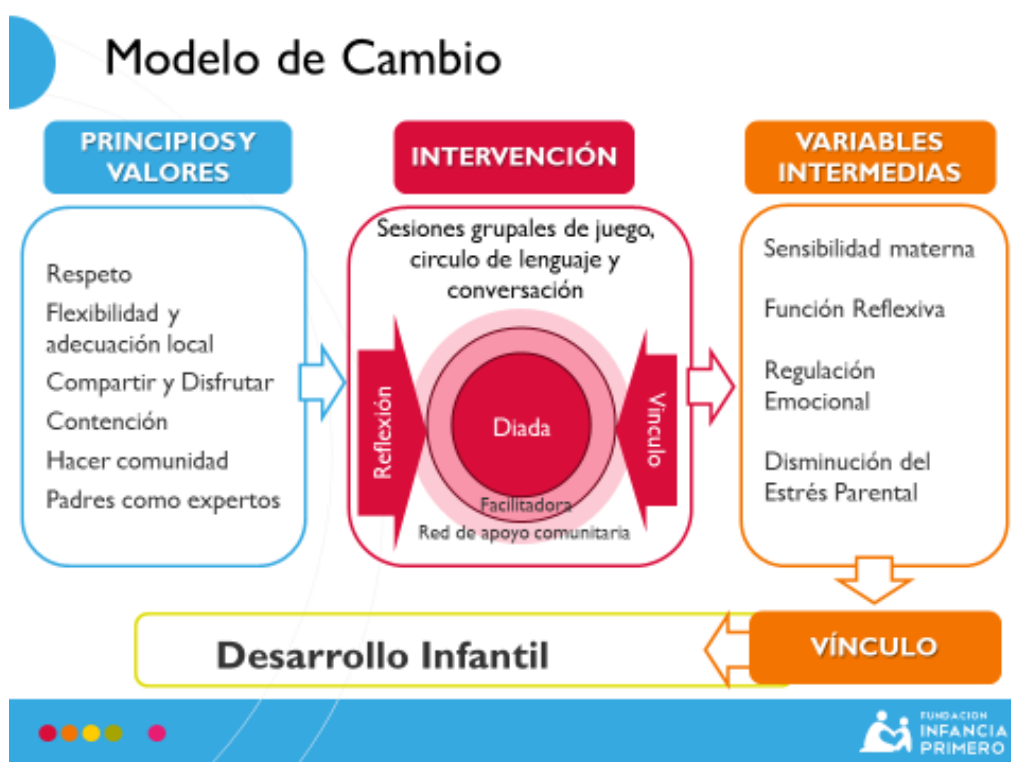 Modelo de Cambio
PRINCIPIOS Y
VALORES
Respeto
Flexibilidad y
adecuación local
Compartir y Disfrutar
Contención
Hacer comunidad
Padres como expertos
INTERVENCIÓN
Sesiones grupales de juego,
circulo de lenguaje y
conversación
Reflexión
Diada
Vinculo
Facilitadora
Red de apoyo comunitaria
VARIABLES
INTERMEDIAS
Sensibilidad materna
Función Reflexiva
Regulación
Emocional
Disminución del
Estrés Parental
VÍNCULO
Desarrollo Infantil
FUNDACION
INFANCIA
PRIMERO